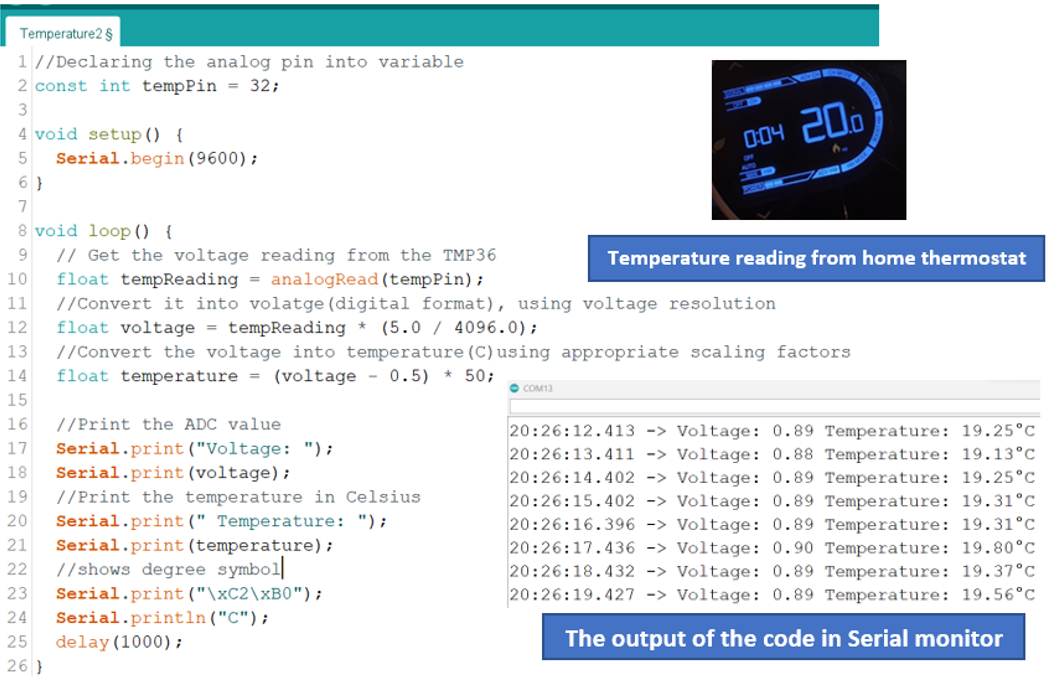 Temperature2 §
1 //Declaring the analog pin into variable
2 const int tempPin = 32;
3
4 void setup() {
5   Serial.begin(9600);
6 }
7
8 void loop() {
9   // Get the voltage reading from the TMP36
10   float tempReading = analogRead(tempPin);
11   //Convert it into volatge(digital format), using voltage resolution
12   float voltage = tempReading * (5.0 / 4096.0);
13   //Convert the voltage into temperature(C)using appropriate scaling factors
14   float temperature = (voltage - 0.5) * 50;
15
16   //Print the ADC value
17   Serial.print("Voltage: ");
18   Serial.print(voltage);
19   //Print the temperature in Celsius
20   Serial.print(" Temperature: ");
21   Serial.print(temperature);
22   //shows degree symbol
23   Serial.print("\xC2\xB0");
24   Serial.println("C");
25   delay(1000);
26 }
0:04 20.0
OFF
AUTO
Temperature reading from home thermostat
COM13
20:26:12.413 -> Voltage: 0.89 Temperature: 19.25°C
20:26:13.411 -> Voltage: 0.88 Temperature: 19.13°C
20:26:14.402 -> Voltage: 0.89 Temperature: 19.25°C
20:26:15.402 -> Voltage: 0.89 Temperature: 19.31°C
20:26:16.396 -> Voltage: 0.89 Temperature: 19.31°C
20:26:17.436 -> Voltage: 0.90 Temperature: 19.80°C
20:26:18.432 -> Voltage: 0.89 Temperature: 19.37°C
20:26:19.427 -> Voltage: 0.89 Temperature: 19.56°C
The output of the code in Serial monitor